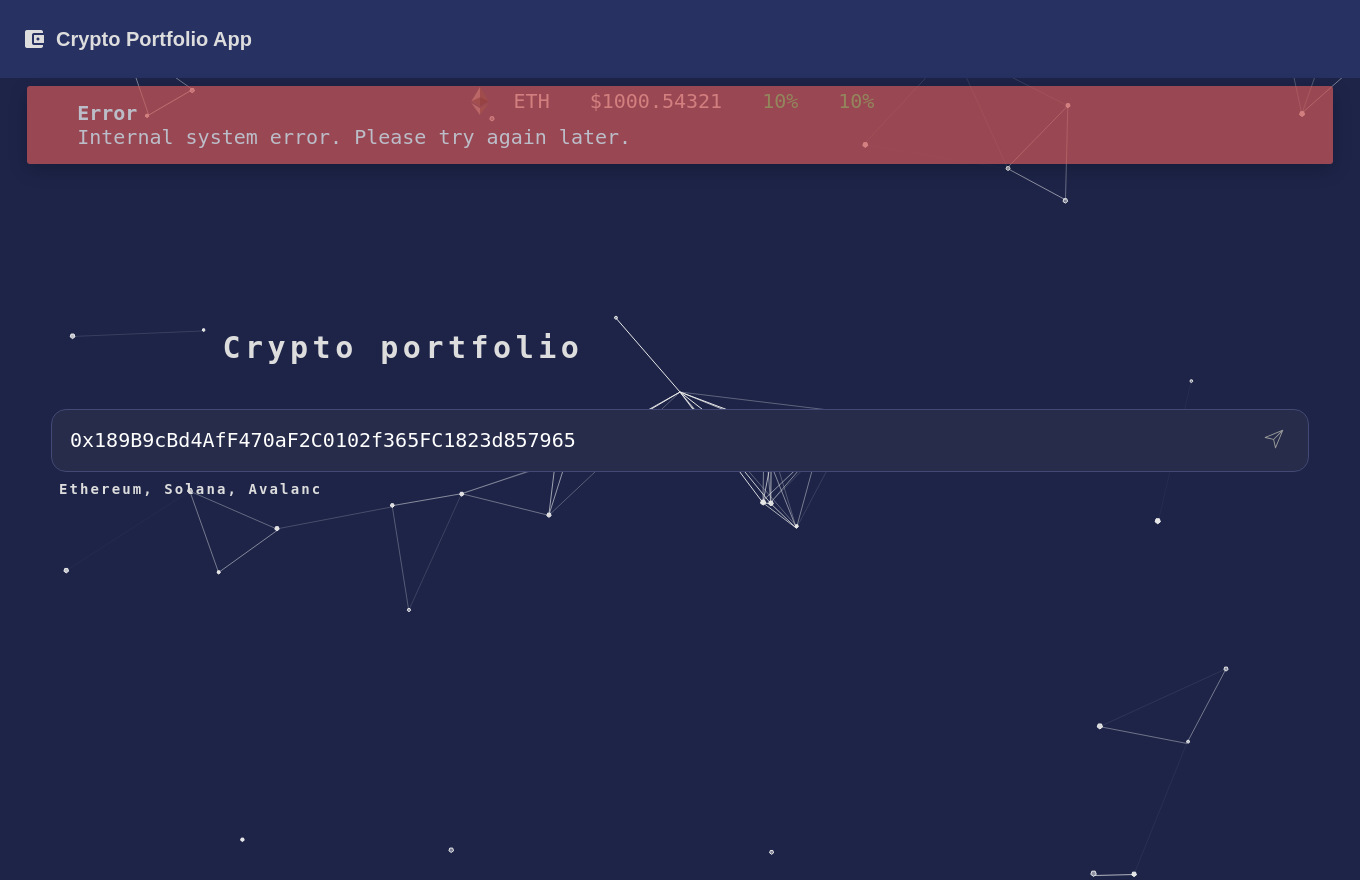 Crypto Portfolio App
ETH $1000.54321 10% 10%
Error
Internal system error. Please try again later.
Crypto portfolio
0x189B9cBd4AfF470aF2C0102f365FC1823d857965
Ethereum, Solana, Avalanc